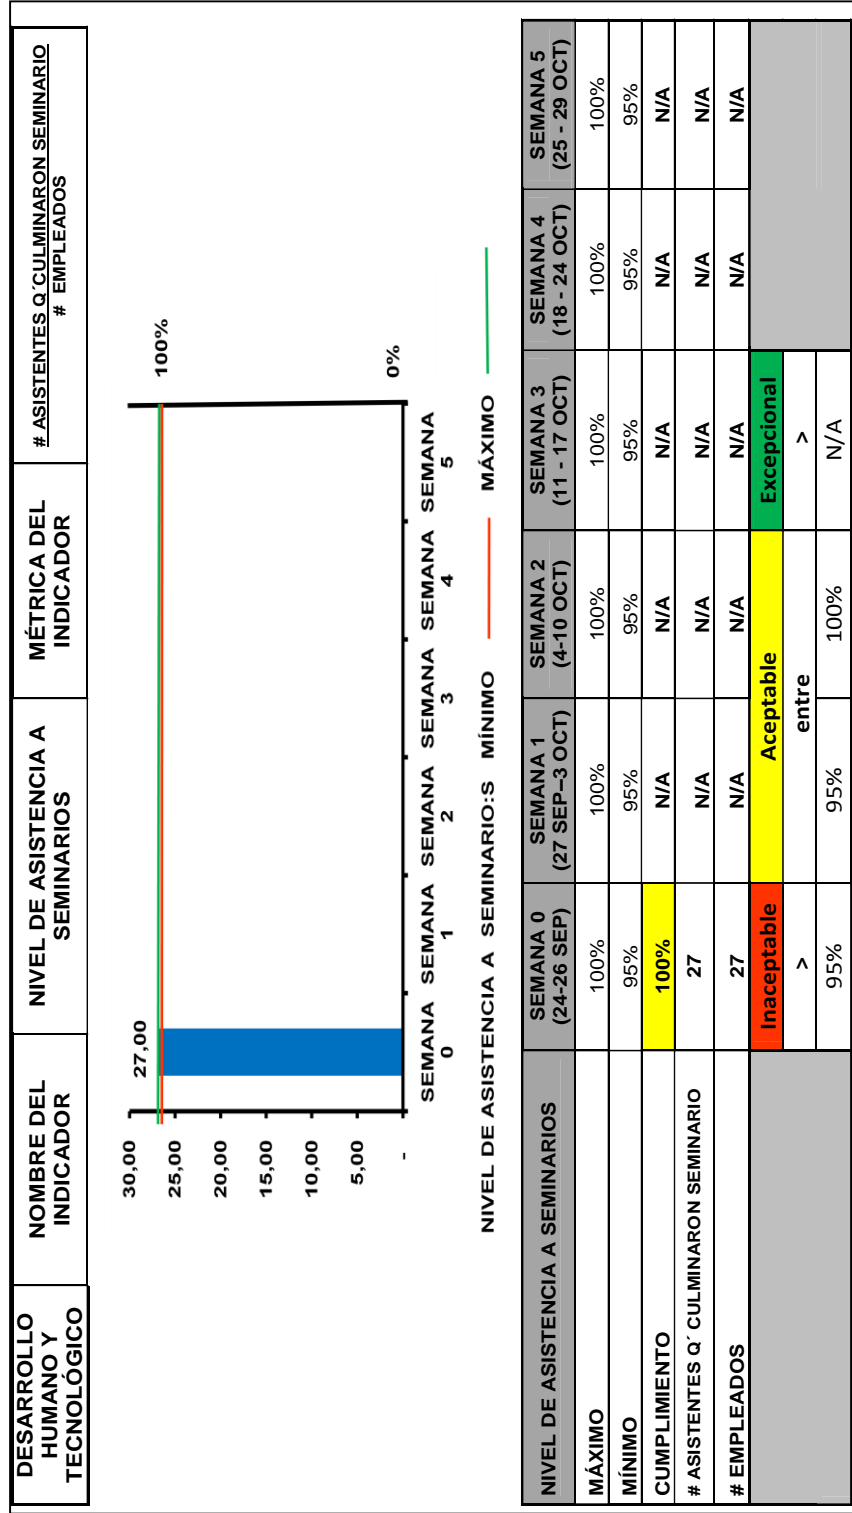 DESARROLLO
HUMANO Y
TECNOLÓGICO
NOMBRE DEL
INDICADOR
NIVEL DE ASISTENCIA A
SEMINARIOS
MÉTRICA DEL
INDICADOR
# ASISTENTES Q´CULMINARON SEMINARIO
# EMPLEADOS
30,00
25,00
20,00
15,00
10,00
5,00
-
27,00
100%
0%
SEMANA SEMANA SEMANA SEMANA SEMANA SEMANA
0 1 2 3 4 5
NIVEL DE ASISTENCIA A SEMINARIO:S MÍNIMO MÁXIMO
NIVEL DE ASISTENCIA A SEMINARIOS
SEMANA 0
(24-26 SEP)
SEMANA 1
(27 SEP–3 OCT)
SEMANA 2
(4-10 OCT)
SEMANA 3
(11 - 17 OCT)
SEMANA 4
(18 - 24 OCT)
SEMANA 5
(25 - 29 OCT)
MÁXIMO 100% 100% 100% 100% 100% 100%
MÍNIMO 95% 95% 95% 95% 95% 95%
CUMPLIMIENTO 100% N/A N/A N/A N/A N/A
# ASISTENTES Q´ CULMINARON SEMINARIO 27 N/A N/A N/A N/A N/A
# EMPLEADOS 27 N/A N/A N/A N/A N/A
Inaceptable Aceptable Excepcional
> entre >
95% 95% 100% N/A